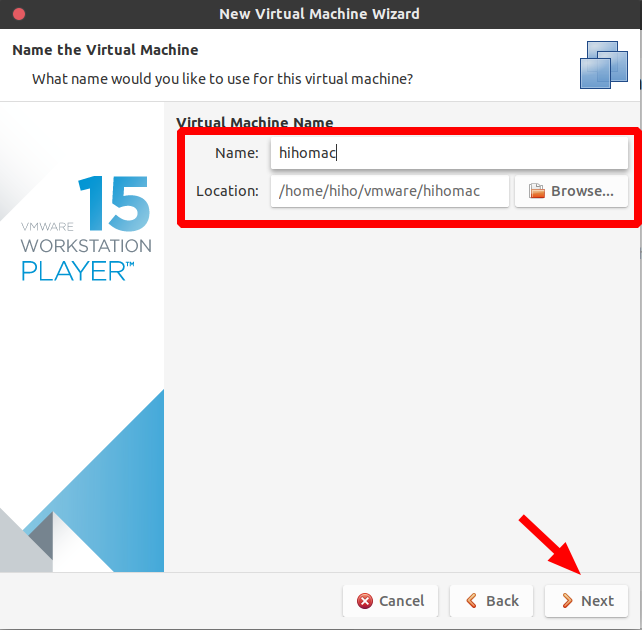 New Virtual Machine Wizard
Name the Virtual Machine
What name would you like to use for this virtual machine?
Virtual Machine Name
Name: hihomac
Location: /home/hiho/vmware/hihomac Browse...
15
VMWARE
WORKSTATION
PLAYER™
Cancel Back Next